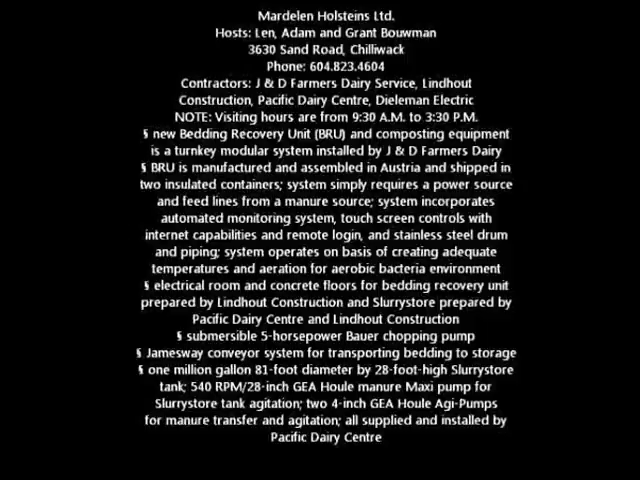 Mardelen Holsteins Ltd.
Hosts: Len, Adam and Grant Bouwman
3630 Sand Road, Chilliwack
Phone: 604.823.4604
Contractors: J & D Farmers Dairy Service, Lindhout
Construction, Pacific Dairy Centre, Dieleman Electric
NOTE: Visiting hours are from 9:30 A.M. to 3:30 P.M.
§ new Bedding Recovery Unit (BRU) and composting equipment
is a turnkey modular system installed by J & D Farmers Dairy
§ BRU is manufactured and assembled in Austria and shipped in
two insulated containers; system simply requires a power source
and feed lines from a manure source; system incorporates
automated monitoring system, touch screen controls with
internet capabilities and remote login, and stainless steel drum
and piping; system operates on basis of creating adequate
temperatures and aeration for aerobic bacteria environment
§ electrical room and concrete floors for bedding recovery unit
prepared by Lindhout Construction and Slurrystore prepared by
Pacific Dairy Centre and Lindhout Construction
§ submersible 5-horsepower Bauer chopping pump
§ Jamesway conveyor system for transporting bedding to storage
§ one million gallon 81-foot diameter by 28-foot-high Slurrystore
tank; 540 RPM/28-inch GEA Houle manure Maxi pump for
Slurrystore tank agitation; two 4-inch GEA Houle Agi-Pumps
for manure transfer and agitation; all supplied and installed by
Pacific Dairy Centre